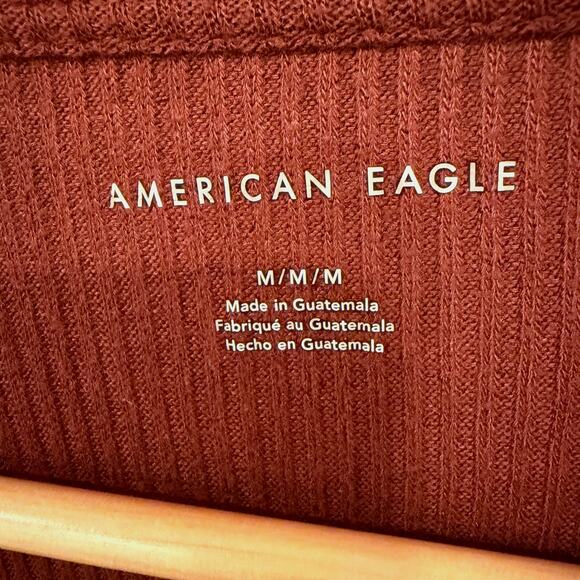 AMERICAN EAGLE
M/M/M
Made in Guatemala
Fabriqué au Guatemala
Hecho en Guatemala